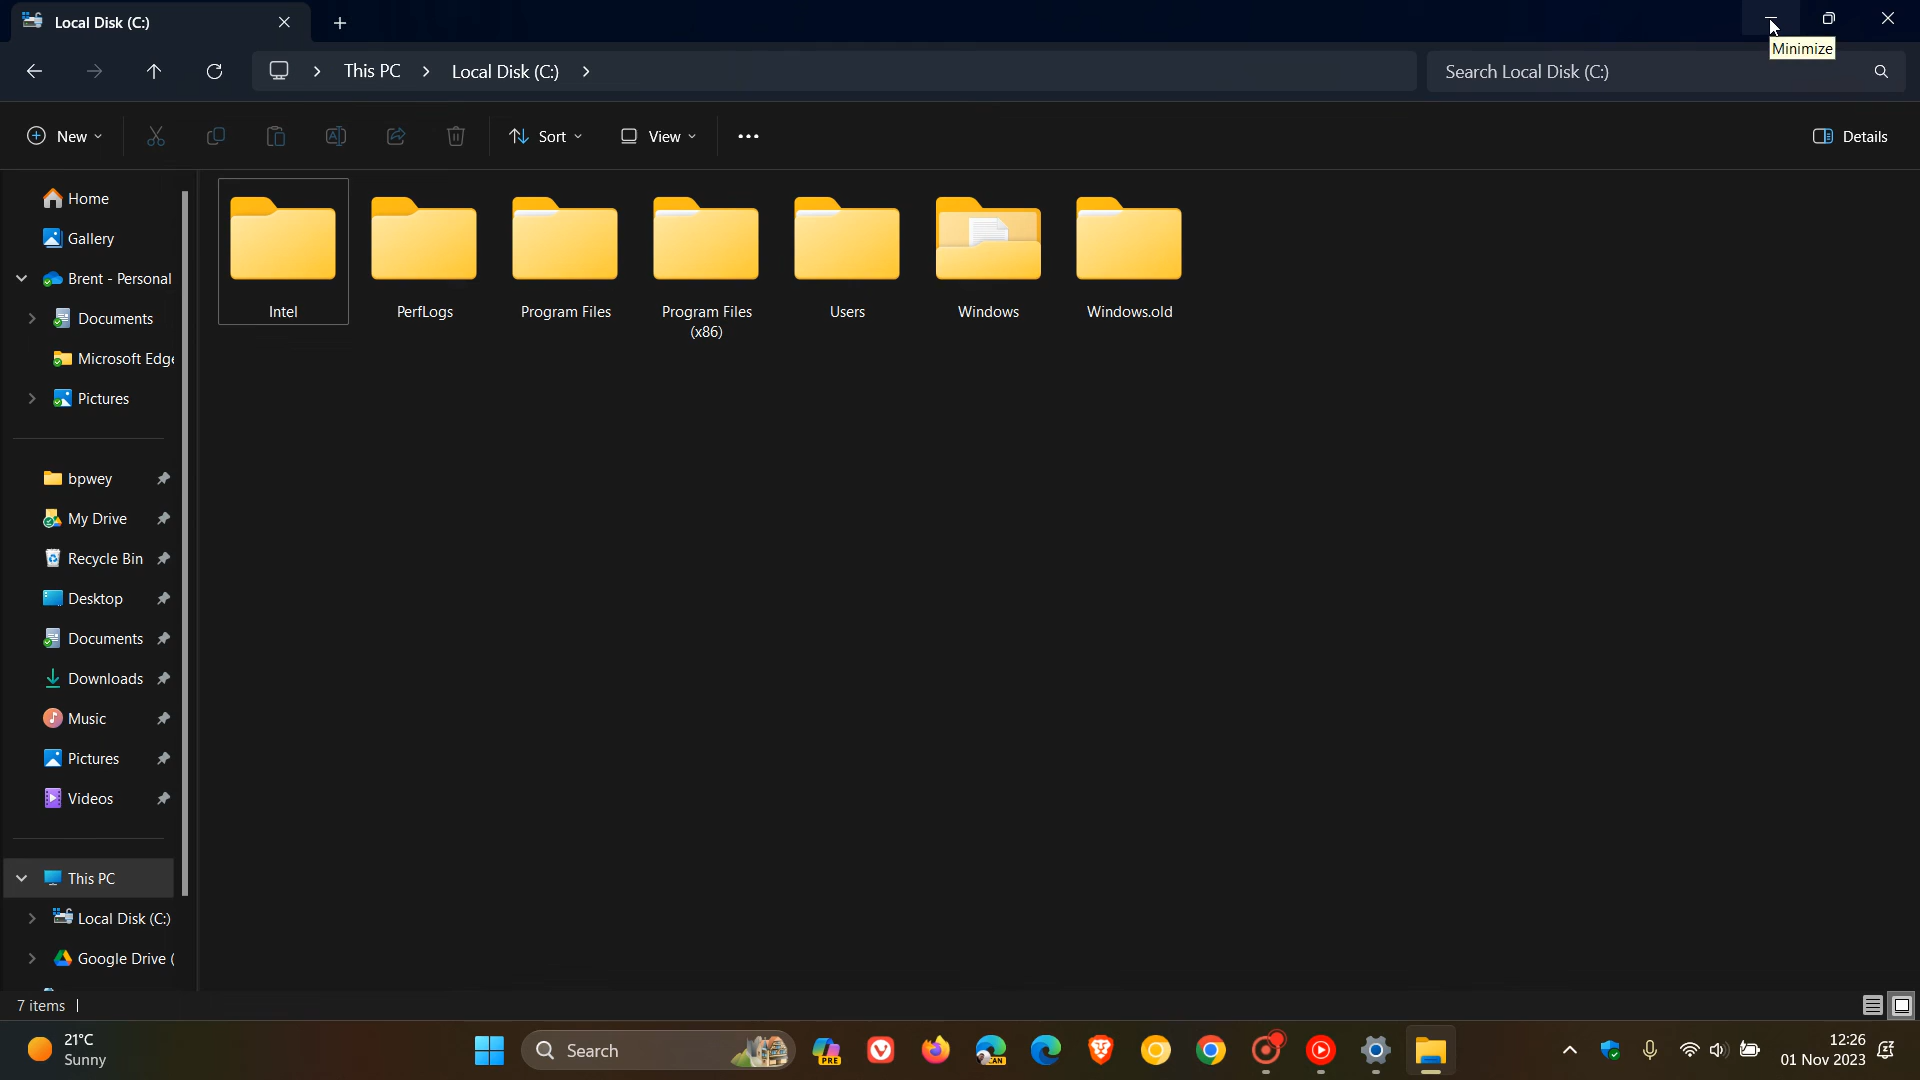 Local Disk (C:)
Minimize
This PC
Local Disk (C:)
Search Local Disk (C:)
New
Sort
View
Details
Home
Gallery
Brent - Personal
Documents
Microsoft Edge
Pictures
bpwey
My Drive
Recycle Bin
Desktop
Documents
Downloads
Music
Pictures
Videos
This PC
Local Disk (C:)
Google Drive (
Intel
PerfLogs
Program Files
Program Files
(x86)
Users
Windows
Windows.old
7 items
21°C
Sunny
Search
PRE
CAN
12:26
01 Nov 2023